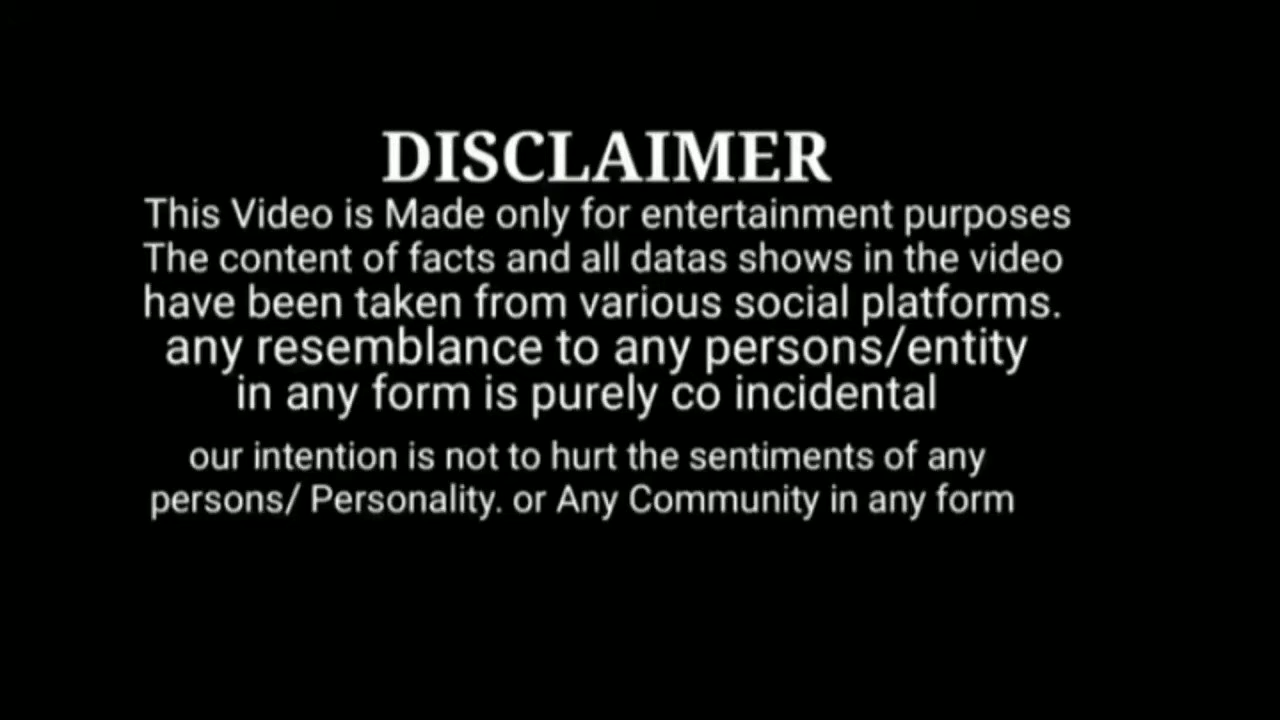 DISCLAIMER
This Video is Made only for entertainment purposes
The content of facts and all datas shows in the video
have been taken from various social platforms.
any resemblance to any persons/entity
in any form is purely co incidental
our intention is not to hurt the sentiments of any
persons/ Personality. or Any Community in any form